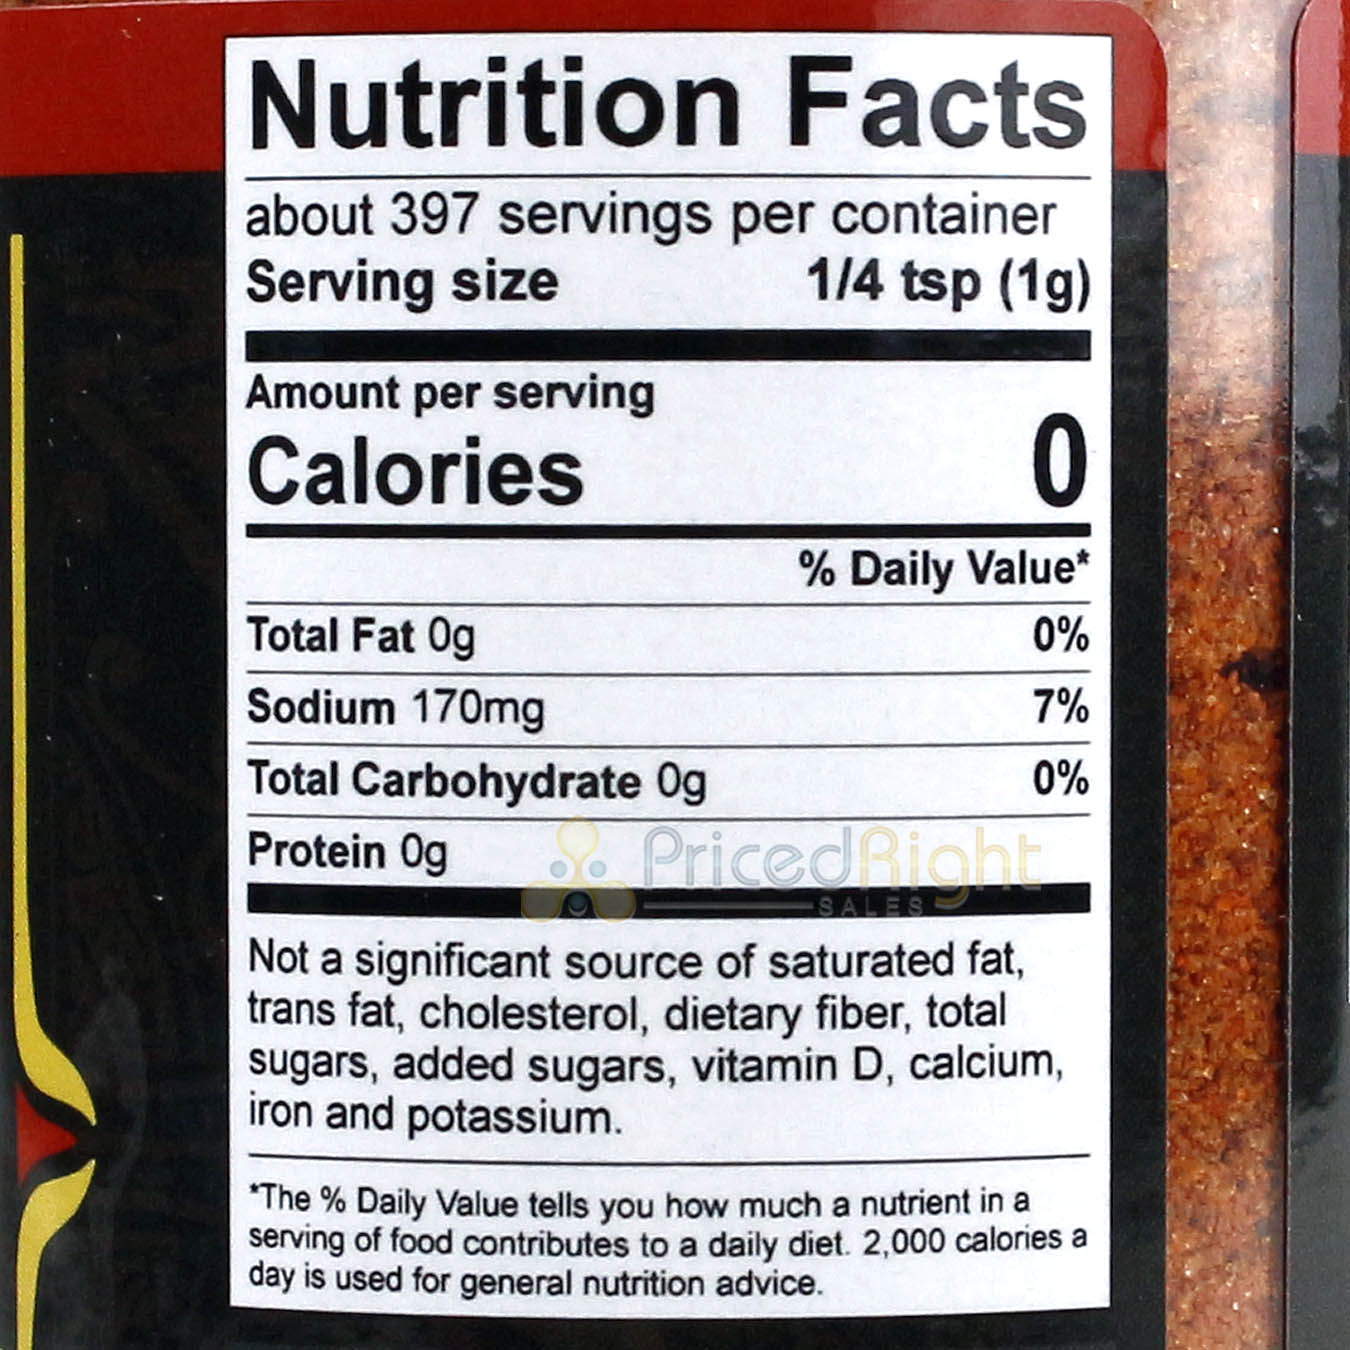 Nutrition Facts
about 397 servings per container
Serving size 1/4 tsp (1g)
Amount per serving
Calories 0
% Daily Value*
Total Fat 0g 0%
Sodium 170mg 7%
Total Carbohydrate 0g 0%
Protein 0g
PricedRight
SALES
Not a significant source of saturated fat,
trans fat, cholesterol, dietary fiber, total
sugars, added sugars, vitamin D, calcium,
iron and potassium.
*The % Daily Value tells you how much a nutrient in a
serving of food contributes to a daily diet. 2,000 calories a
day is used for general nutrition advice.